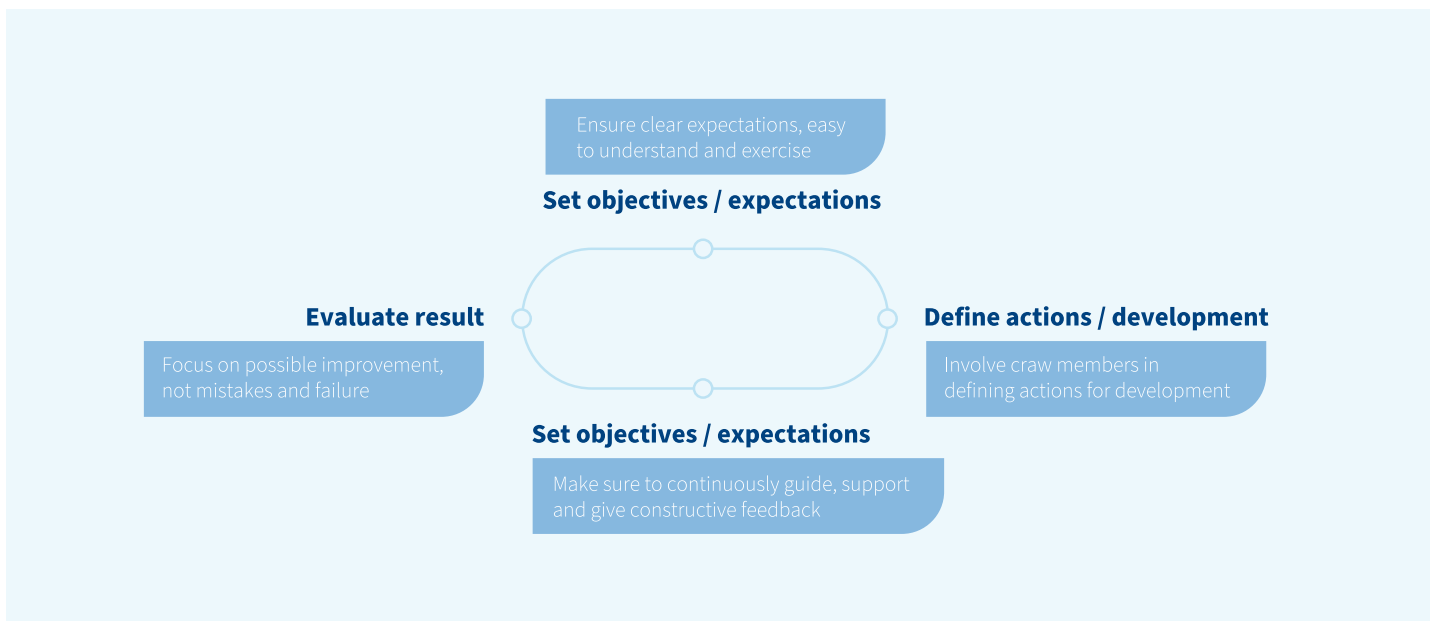 Ensure clear expectations, easy
to understand and exercise
Set objectives / expectations
Evaluate result
Focus on possible improvement,
not mistakes and failure
Define actions / development
Involve craw members in
defining actions for development
Set objectives / expectations
Make sure to continuously guide, support
and give constructive feedback